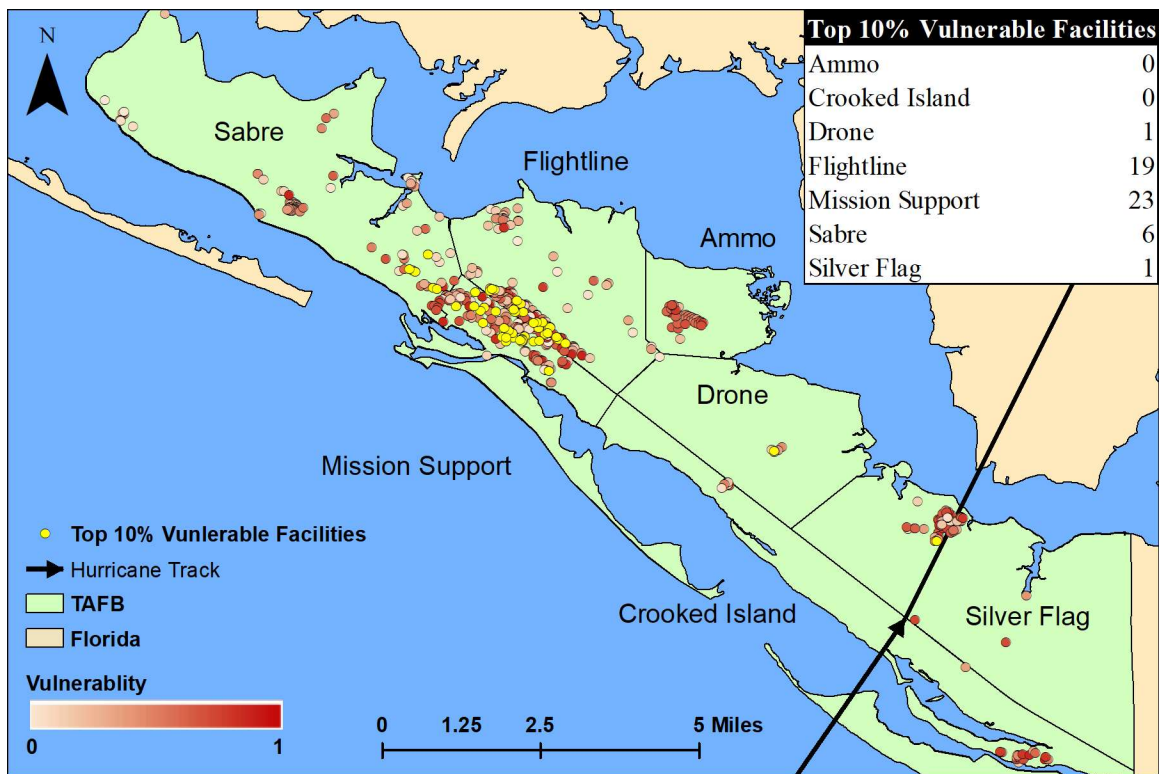 N
Top 10% Vulnerable Facilities
Ammo 0
Crooked Island 0
Drone 1
Flightline 19
Mission Support 23
Sabre 6
Silver Flag 1
Sabre
Flightline
Ammo
Drone
Mission Support
Crooked Island
Silver Flag
Top 10% Vunlerable Facilities
Hurricane Track
TAFB
Florida
Vulnerablity
0 1
0 1.25 2.5 5 Miles